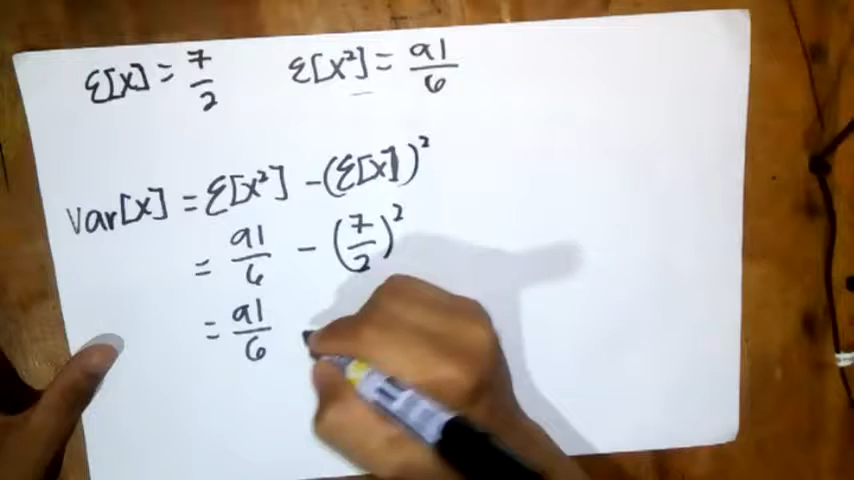 ε[x] = 7/2   ε[x²] = 91/6
Var[x] = ε[x²] - (ε[x])²
= 91/6 - (7/2)²
= 91/6